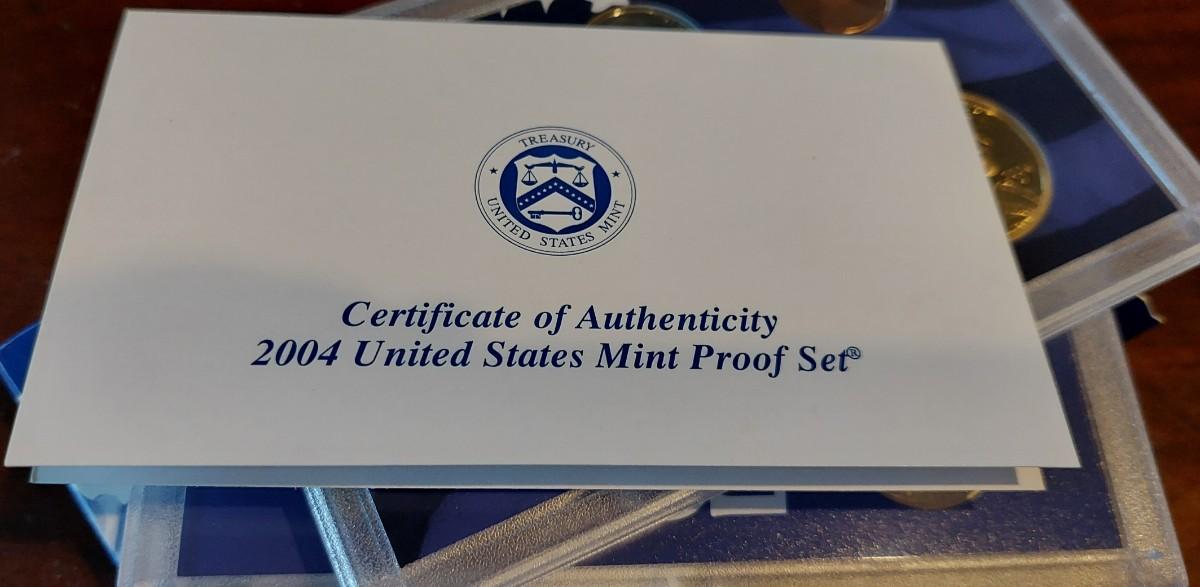 TREASURY
UNITED STATES MINT
Certificate of Authenticity
2004 United States Mint Proof Set®